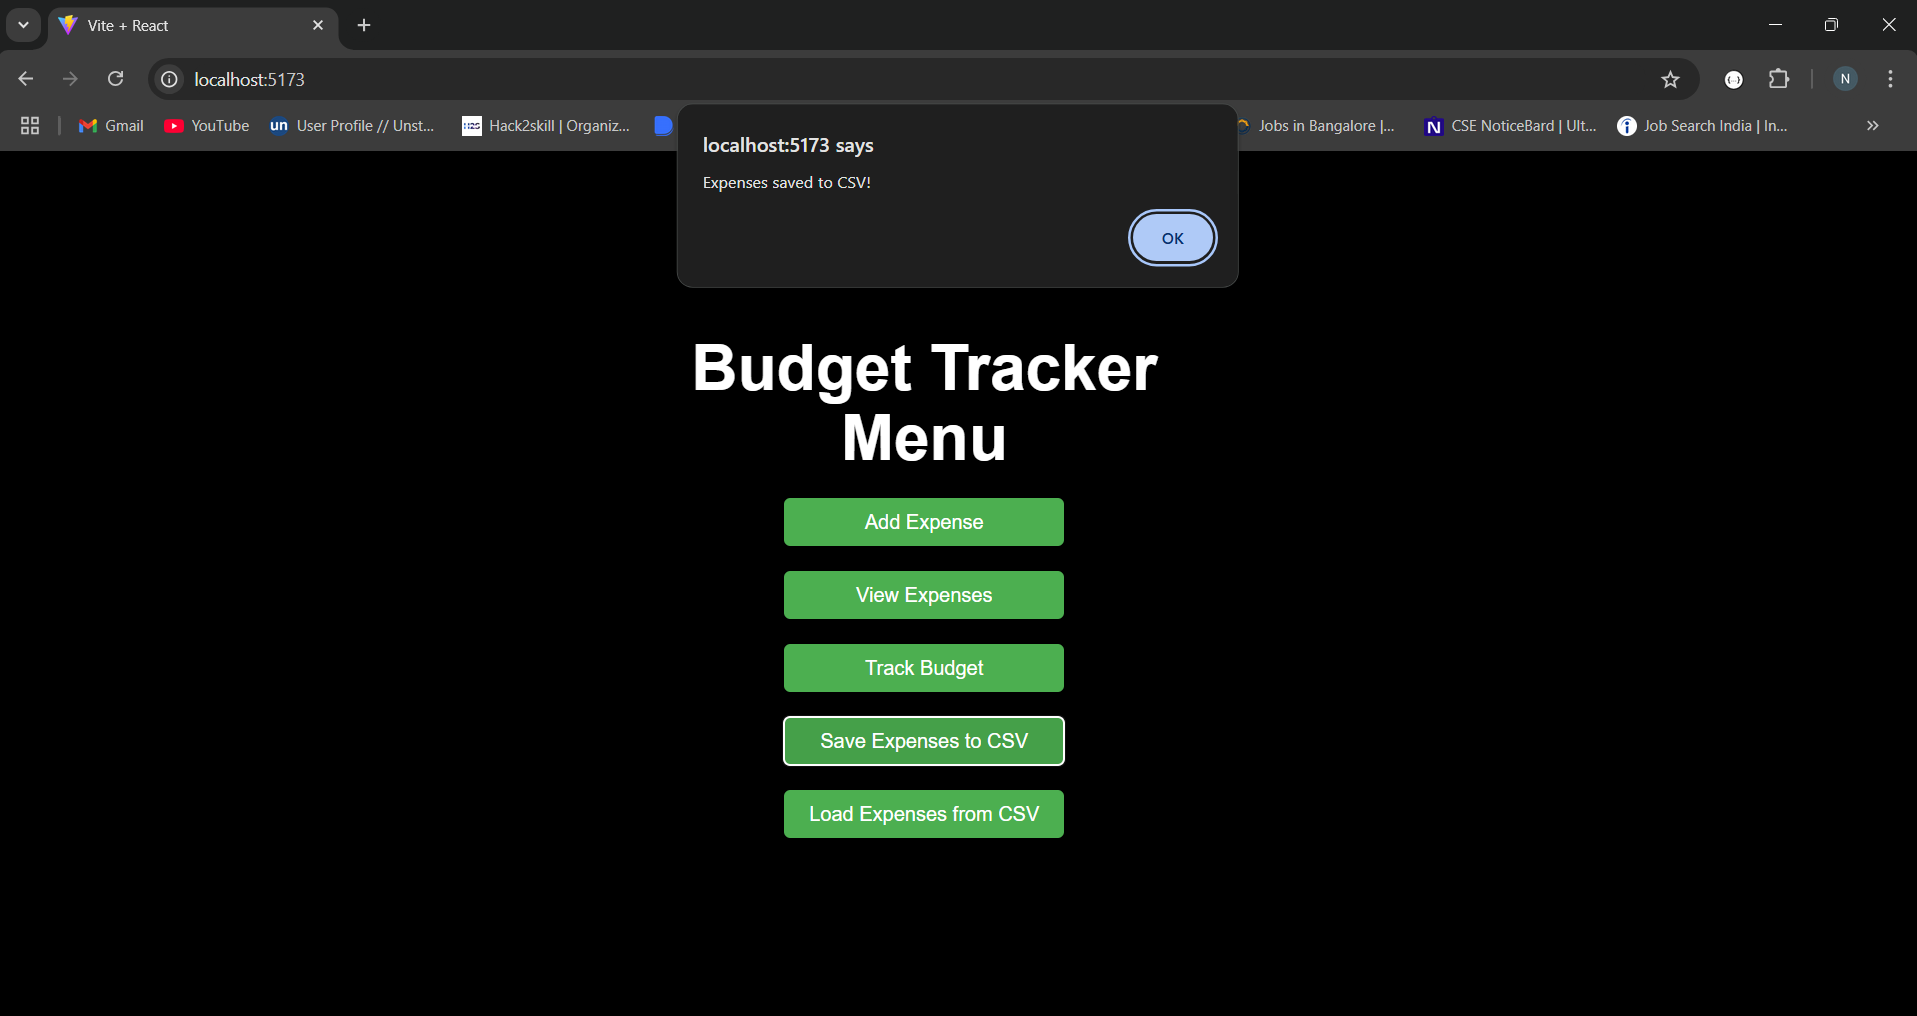 Vite + React
localhost:5173
Gmail
YouTube
un User Profile // Unst...
H2S Hack2skill | Organiz...
Jobs in Bangalore |...
N CSE NoticeBard | Ult...
Job Search India | In...
N
localhost:5173 says
Expenses saved to CSV!
OK
Budget Tracker
Menu
Add Expense
View Expenses
Track Budget
Save Expenses to CSV
Load Expenses from CSV